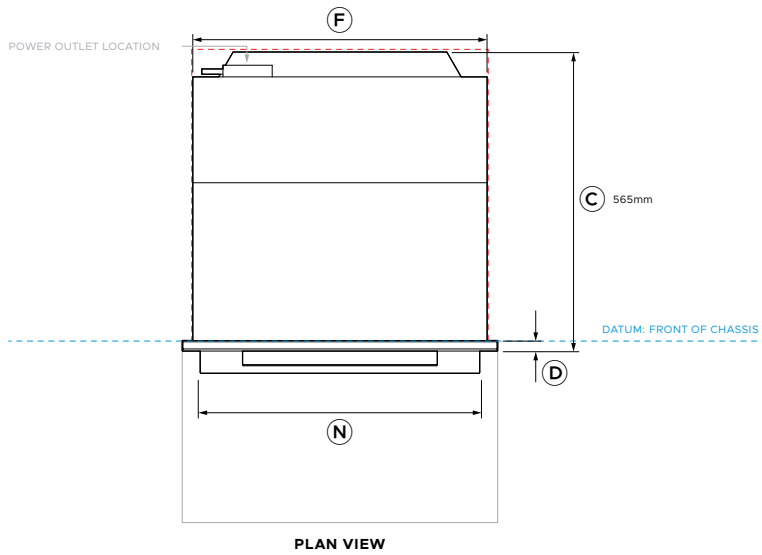 F
POWER OUTLET LOCATION
C 565mm
DATUM: FRONT OF CHASSIS
D
N
PLAN VIEW